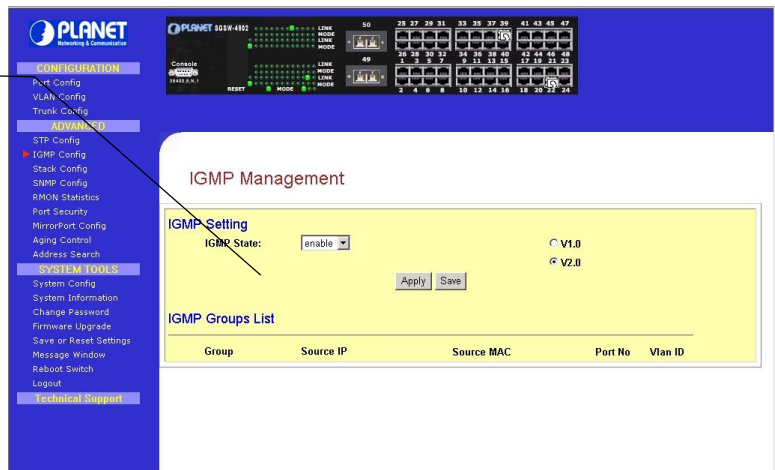 PLANET
Networking & Communication
CONFIGURATION
Port Config
VLAN Config
Trunk Config
ADVANCED
STP Config
IGMP Config
Stack Config
SNMP Config
RMON Statistics
Port Security
MirrorPort Config
Aging Control
Address Search
SYSTEM TOOLS
System Config
System Information
Change Password
Firmware Upgrade
Save or Reset Settings
Message Window
Reboot Switch
Logout
Technical Support
PLANET SGSW-4802
LINK
MODE
LINK
MODE
50
25 27 29 31 33 35 37 39 41 43 45 47
26 28 30 32 34 36 38 40 42 44 46 48
Console
38400,8,N,1
LINK
MODE
LINK
MODE
49
1 3 5 7 9 11 13 15 17 19 21 23
2 4 6 8 10 12 14 16 18 20 22 24
RESET MODE
IGMP Management
IGMP Setting
IGMP State: enable V1.0
V2.0
Apply Save
IGMP Groups List
Group Source IP Source MAC Port No Vlan ID